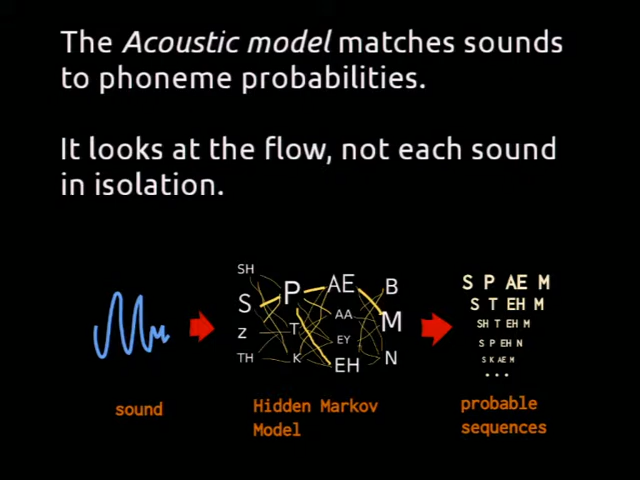 The Acoustic model matches sounds
to phoneme probabilities.
It looks at the flow, not each sound
in isolation.
SH
S P AE B
Z T AA M
TH K EY N
EH
S P AE M
S T EH M
SH T EH M
S P EH N
S K AE M
...
sound
Hidden Markov
Model
probable
sequences